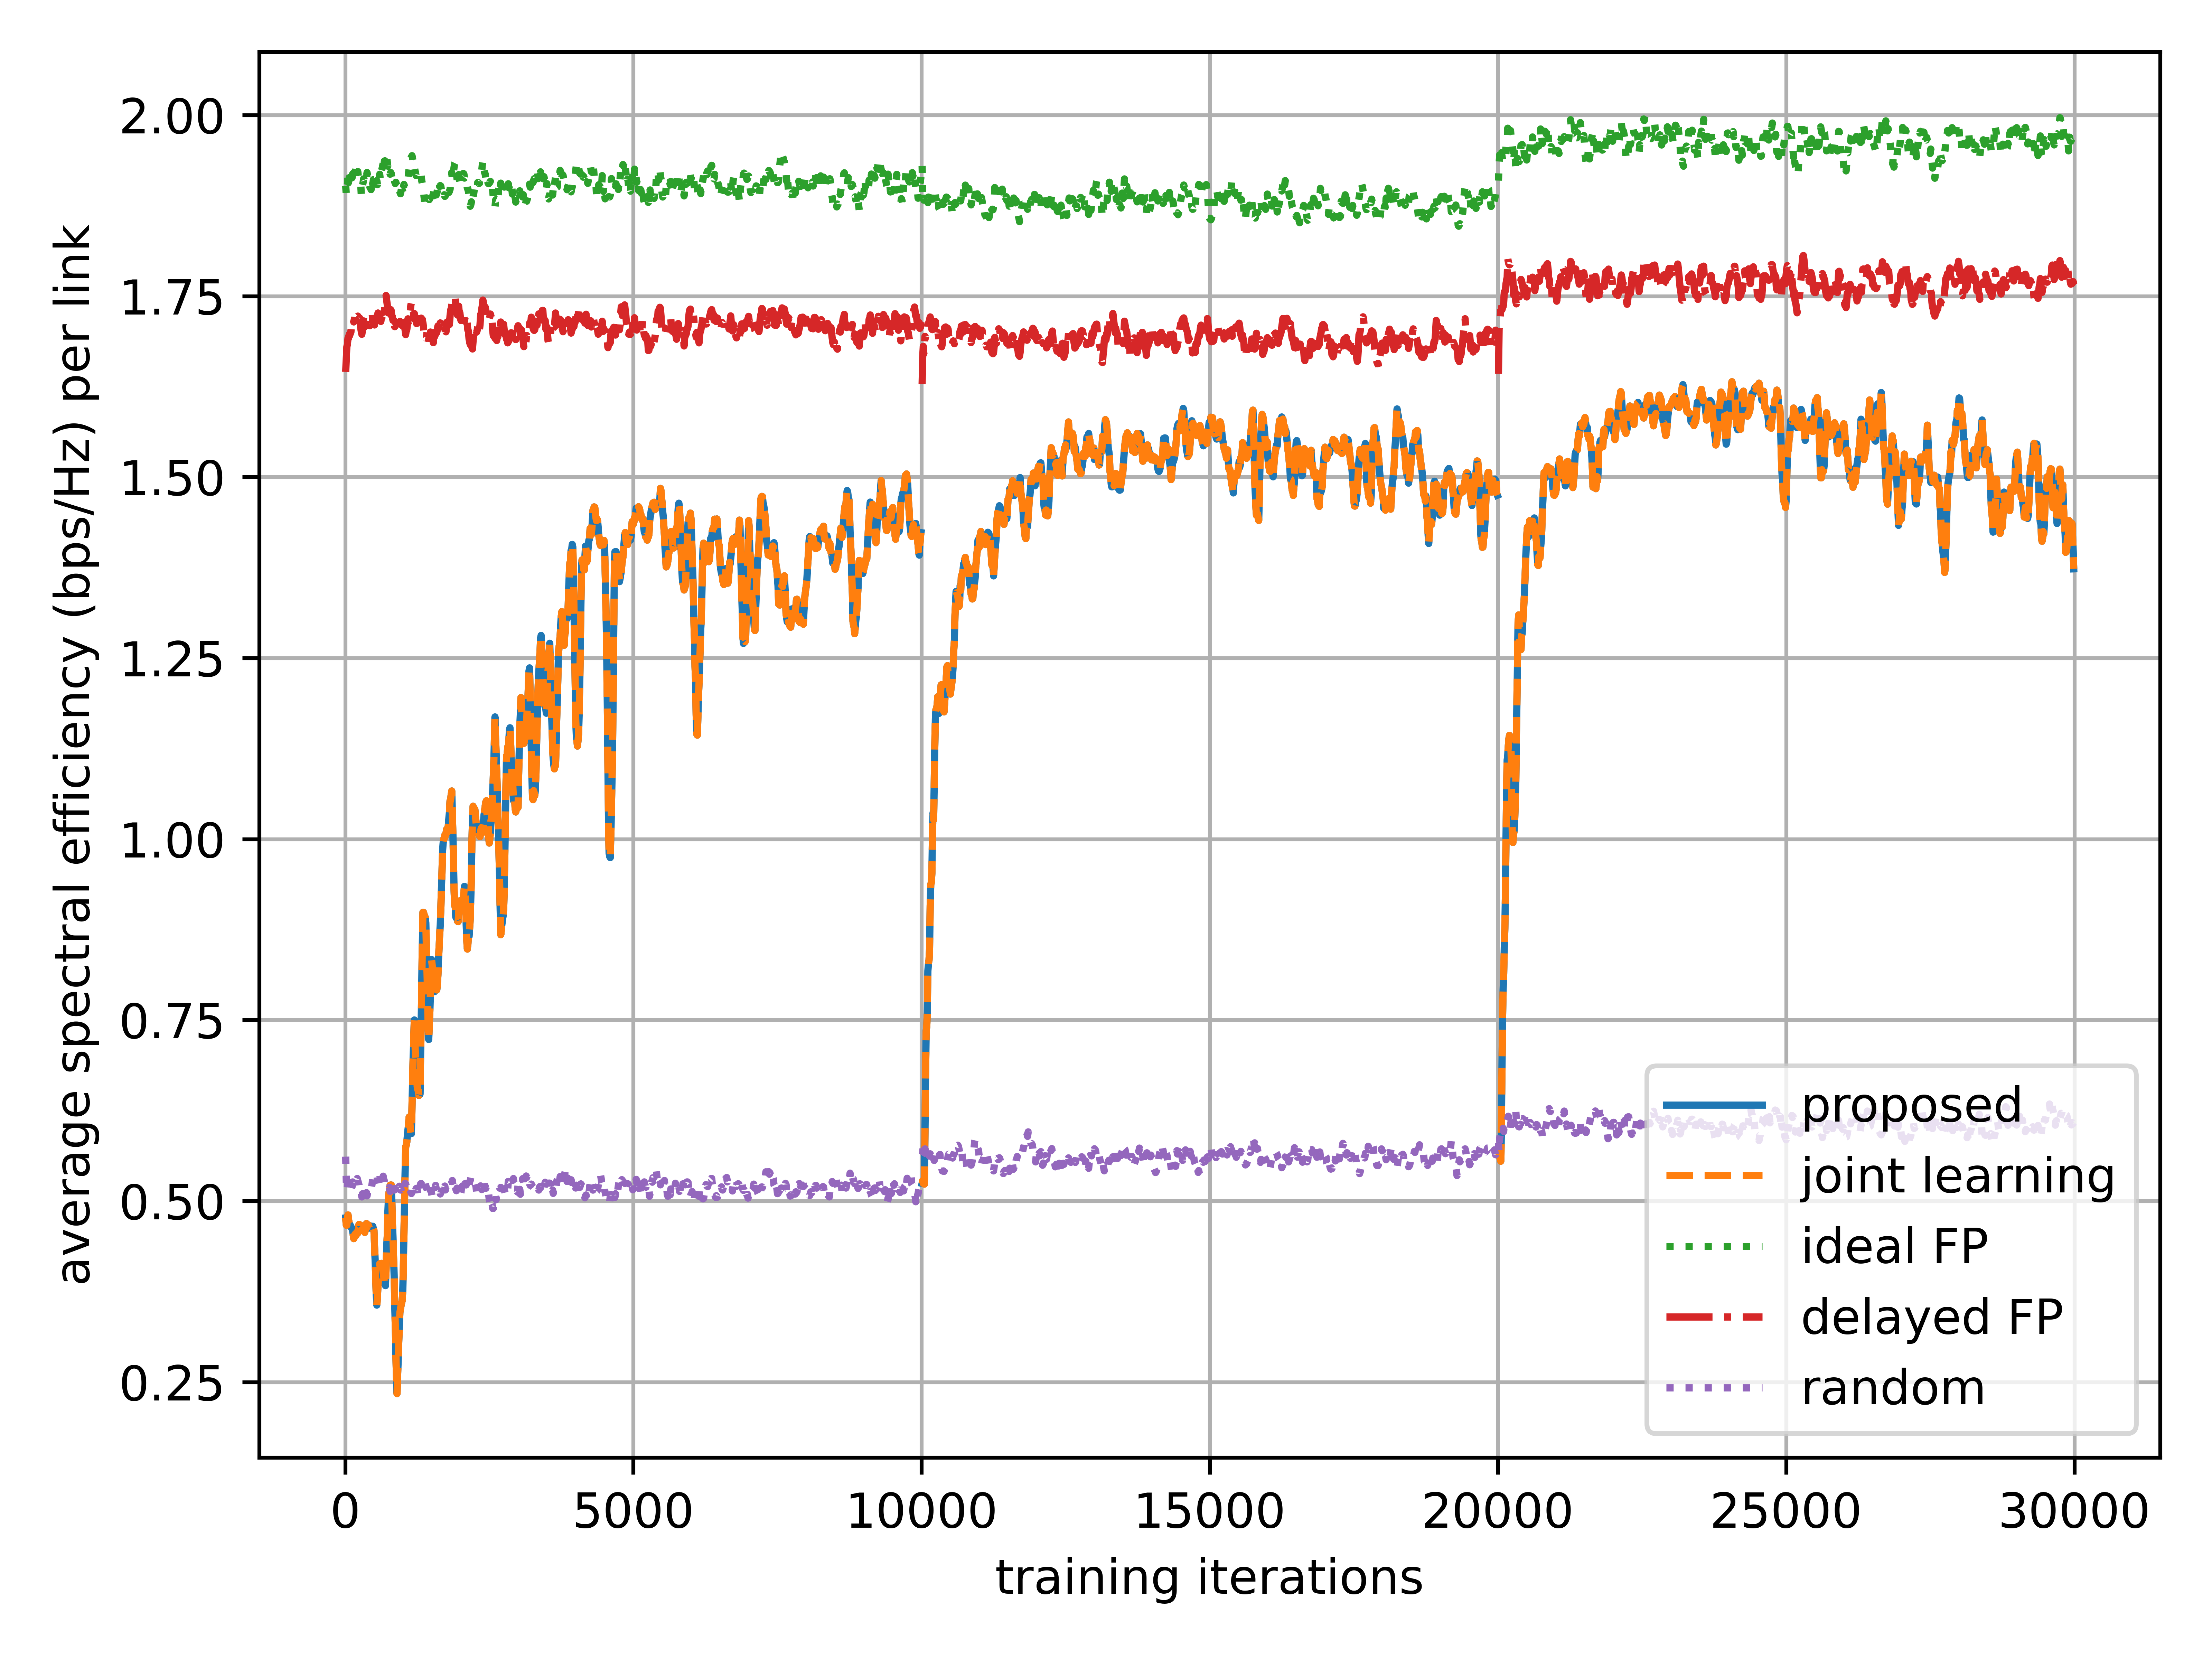 average spectral efficiency (bps/Hz) per link
2.00
1.75
1.50
1.25
1.00
0.75
0.50
0.25
proposed
joint learning
ideal FP
delayed FP
random
0 5000 10000 15000 20000 25000 30000
training iterations